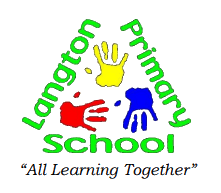 Langton Primary
School
“All Learning Together”